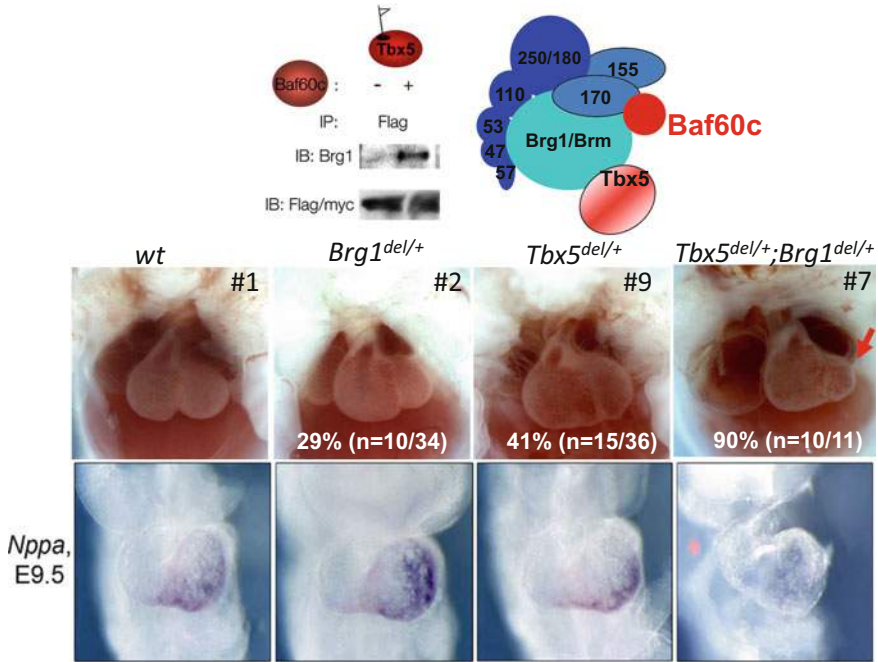 Tbx5
Baf60c : - +
IP: Flag
IB: Brg1
IB: Flag/myc
250/180
155
110
170
53
Baf60c
Brg1/Brm
47
57
Tbx5
wt Brg1del/+ Tbx5del/+ Tbx5del/+;Brg1del/+
#1 #2 #9 #7
29% (n=10/34) 41% (n=15/36) 90% (n=10/11)
Nppa,
E9.5